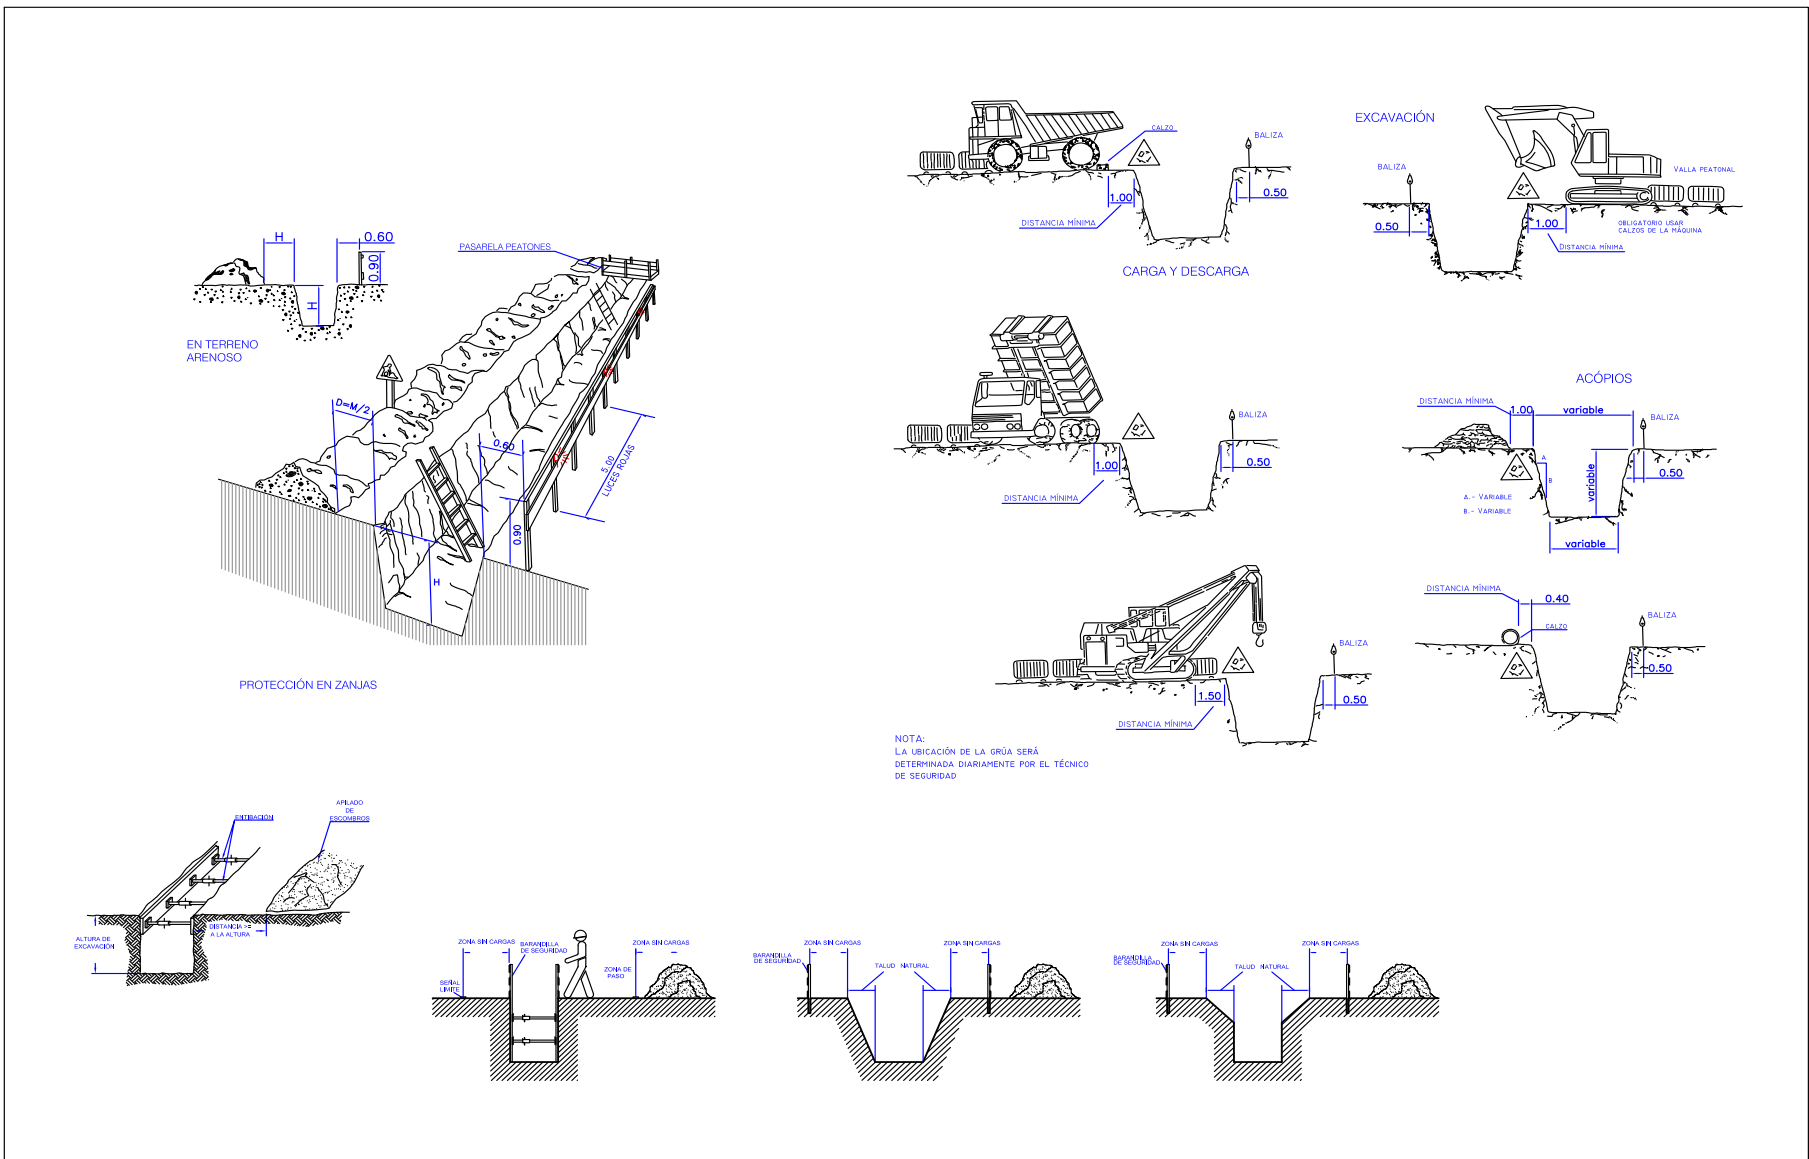 CALZO
BALIZA
1.00
0.50
DISTANCIA MÍNIMA
CARGA Y DESCARGA
EXCAVACIÓN
BALIZA
VALLA PEATONAL
0.50
1.00
OBLIGATORIO USAR
CALZOS DE LA MÁQUINA
DISTANCIA MÍNIMA
H
0.60
0.90
H
EN TERRENO
ARENOSO
PASARELA PEATONES
D=M/2
0.60
5.00
LUCES ROJAS
0.90
H
PROTECCIÓN EN ZANJAS
BALIZA
1.00
0.50
DISTANCIA MÍNIMA
ACÓPIOS
DISTANCIA MÍNIMA
1.00
variable
BALIZA
A
B
variable
0.50
A.- VARIABLE
B.- VARIABLE
variable
BALIZA
1.50
0.50
DISTANCIA MÍNIMA
NOTA:
LA UBICACIÓN DE LA GRÚA SERÁ
DETERMINADA DIARIAMENTE POR EL TÉCNICO
DE SEGURIDAD
DISTANCIA MÍNIMA
0.40
CALZO
BALIZA
0.50
ENTIBACIÓN
APILADO
DE
ESCOMBROS
ALTURA DE
EXCAVACIÓN
DISTANCIA >=
A LA ALTURA
ZONA SIN CARGAS
BARANDILLA
DE SEGURIDAD
ZONA SIN CARGAS
SEÑAL
LIMITE
ZONA DE
PASO
ZONA SIN CARGAS
ZONA SIN CARGAS
BARANDILLA
DE SEGURIDAD
TALUD NATURAL
ZONA SIN CARGAS
ZONA SIN CARGAS
BARANDILLA
DE SEGURIDAD
TALUD NATURAL